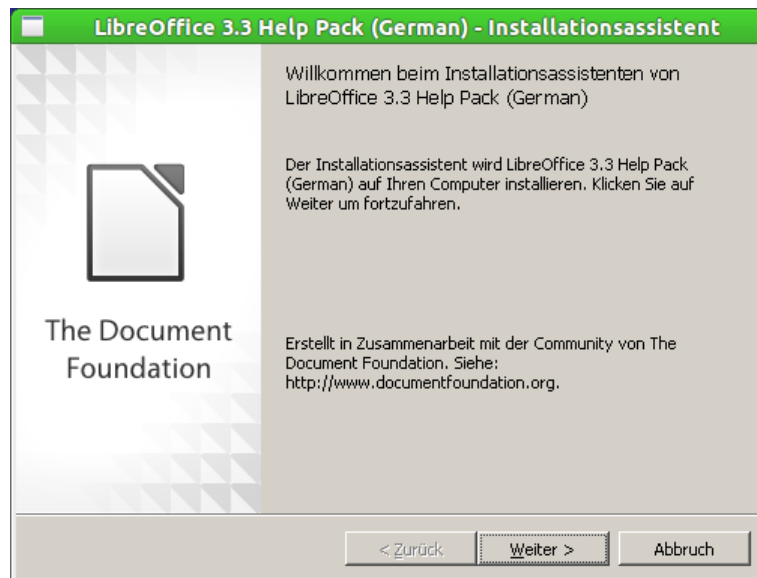 LibreOffice 3.3 Help Pack (German) - Installationsassistent
Willkommen beim Installationsassistenten von
LibreOffice 3.3 Help Pack (German)
Der Installationsassistent wird LibreOffice 3.3 Help Pack
(German) auf Ihren Computer installieren. Klicken Sie auf
Weiter um fortzufahren.
The Document
Foundation
Erstellt in Zusammenarbeit mit der Community von The
Document Foundation. Siehe:
http://www.documentfoundation.org.
< Zurück
Weiter >
Abbruch